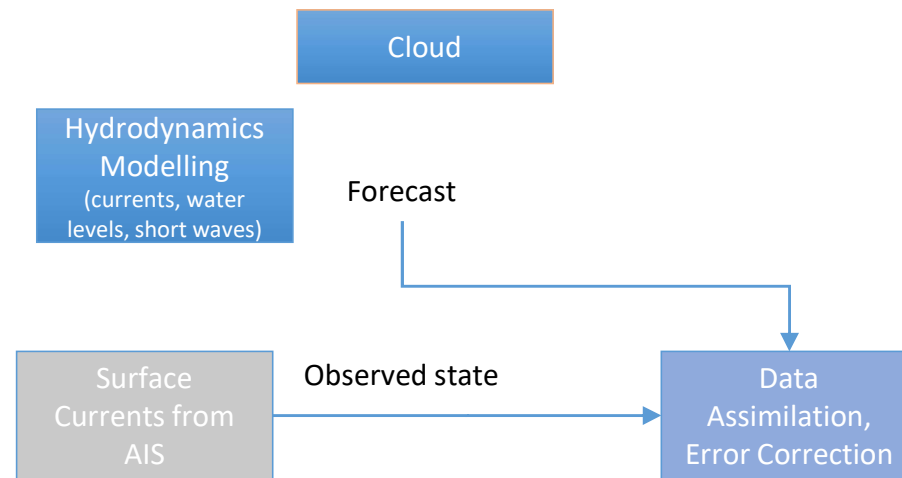 Cloud
Hydrodynamics
Modelling
(currents, water
levels, short waves)
Forecast
Surface
Currents from
AIS
Observed state
Data
Assimilation,
Error Correction